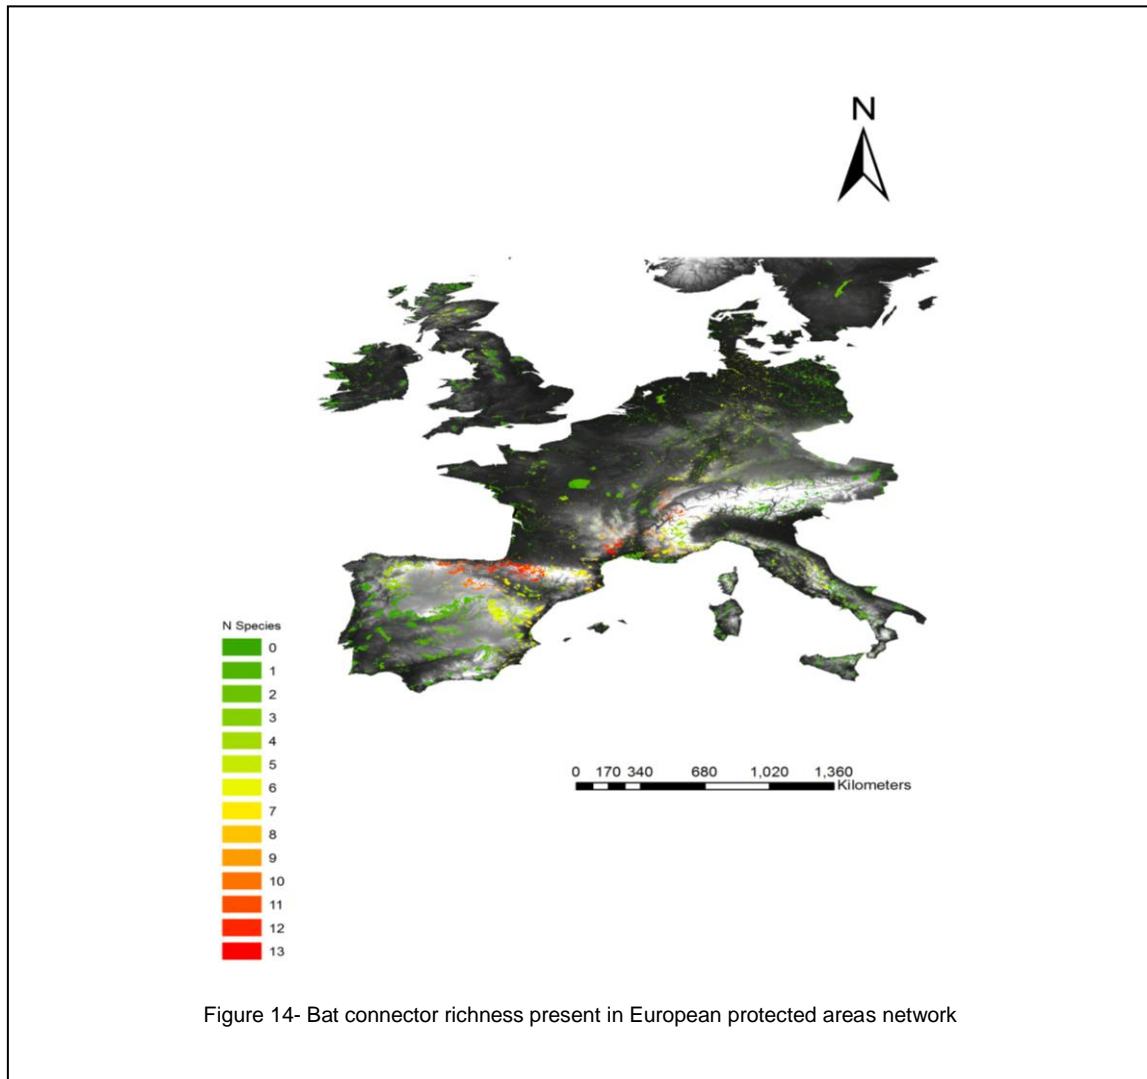 N
N Species
0
1
2
3
4
5
6
7
8
9
10
11
12
13
0 170 340 680 1,020 1,360
Kilometers
Figure 14- Bat connector richness present in European protected areas network